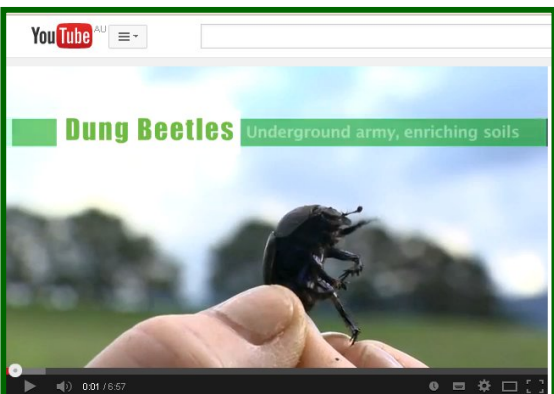 YouTube AU
Dung Beetles Underground army, enriching soils
0:01 / 6:57